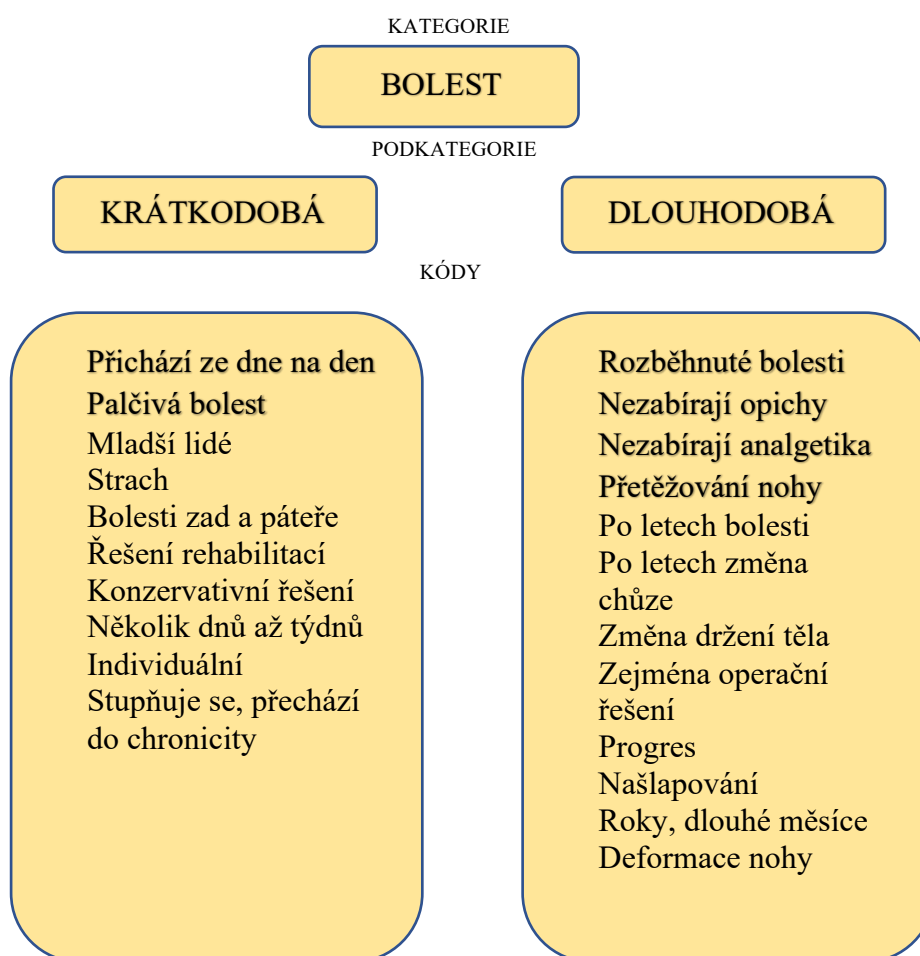 KATEGORIE
BOLEST
PODKATEGORIE
KRÁTKODOBÁ
DLOUHODOBÁ
KÓDY
Přichází ze dne na den
Palčivá bolest
Mladší lidé
Strach
Bolesti zad a páteře
Řešení rehabilitací
Konzervativní řešení
Několik dnů až týdnů
Individuální
Stupňuje se, přechází
do chronicity
Rozběhnuté bolesti
Nezabírají opichy
Nezabírají analgetika
Přetěžování nohy
Po letech bolesti
Po letech změna
chůze
Změna držení těla
Zejména operační
řešení
Progres
Našlapování
Roky, dlouhé měsíce
Deformace nohy